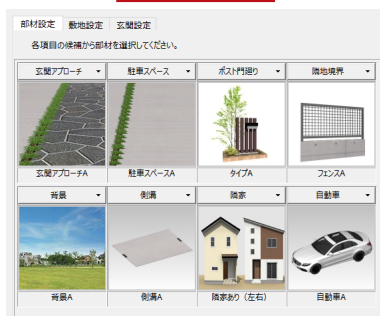 部材設定 敷地設定 玄関設定
各項目の候補から部材を選択してください。
玄関アプローチ 駐車スペース ポスト門廻り 隣地境界
玄関アプローチA 駐車スペースA タイプA フェンスA
背景 側溝 隣家 自動車
背景A 側溝A 隣家あり（左右） 自動車A